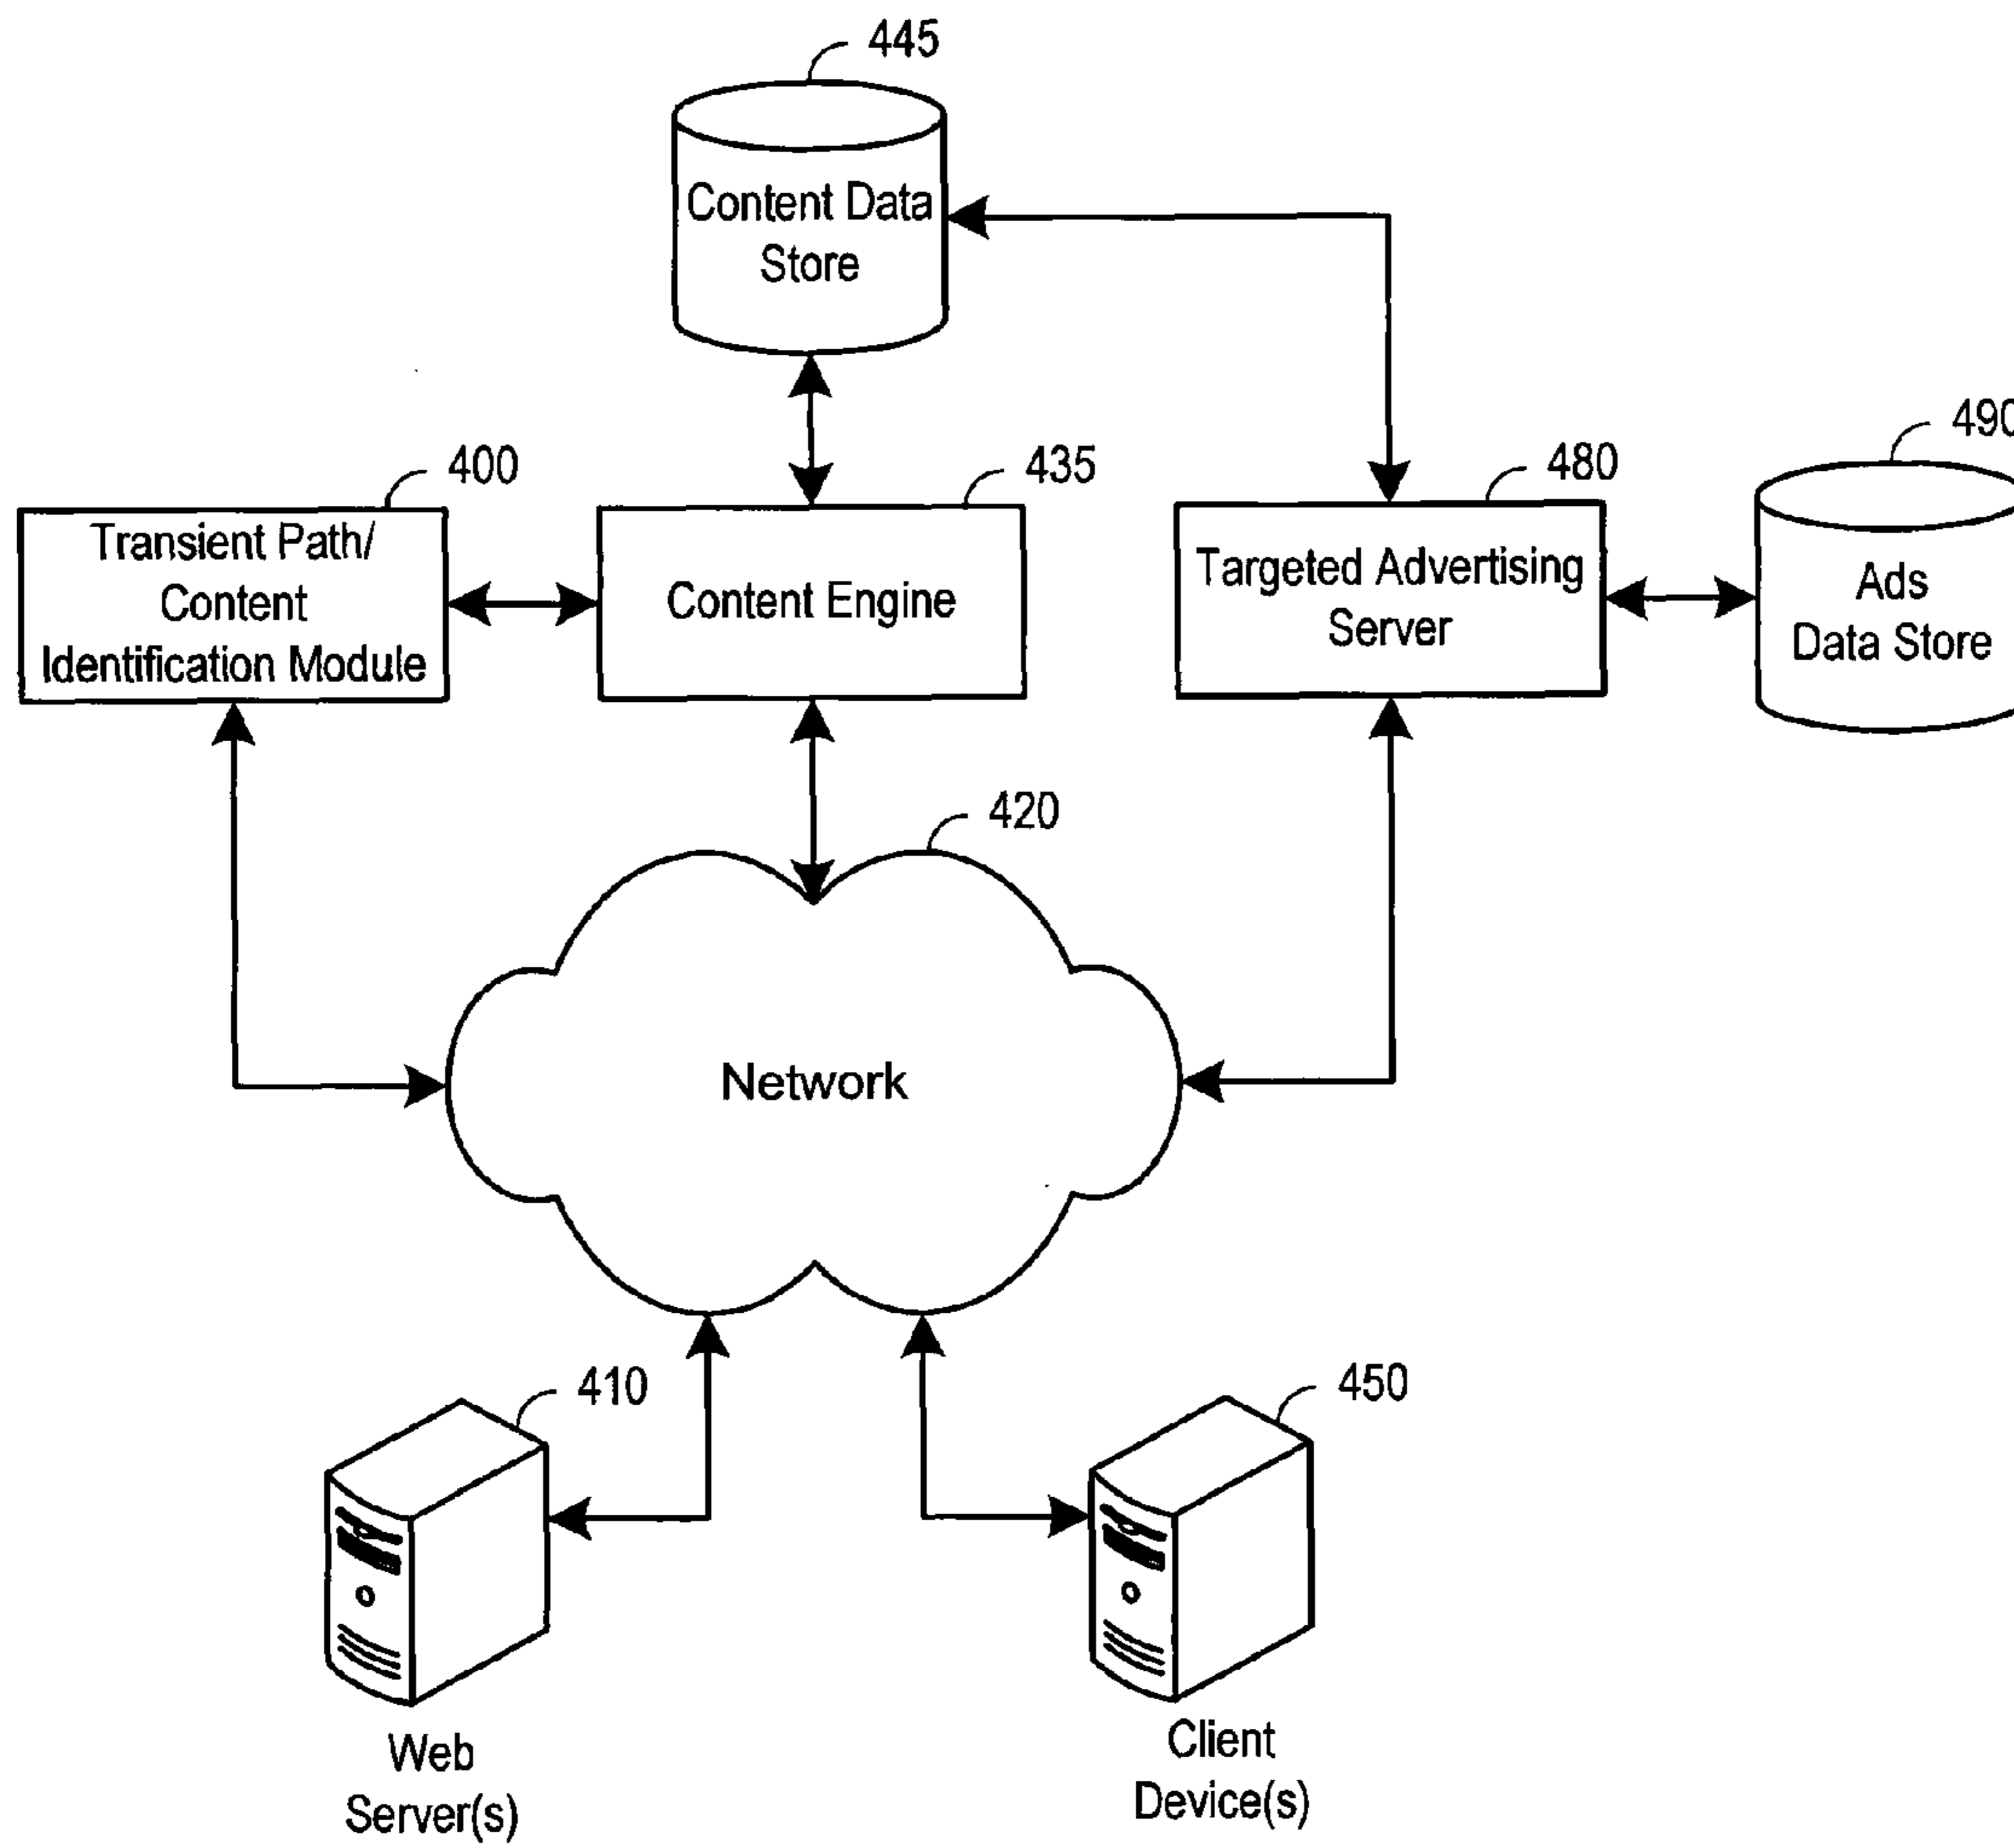 445
Content Data
Store
400
435
480
490
Transient Path/
Content
Identification Module
Content Engine
Targeted Advertising
Server
Ads
Data Store
420
Network
410
450
Web
Server(s)
Client
Device(s)